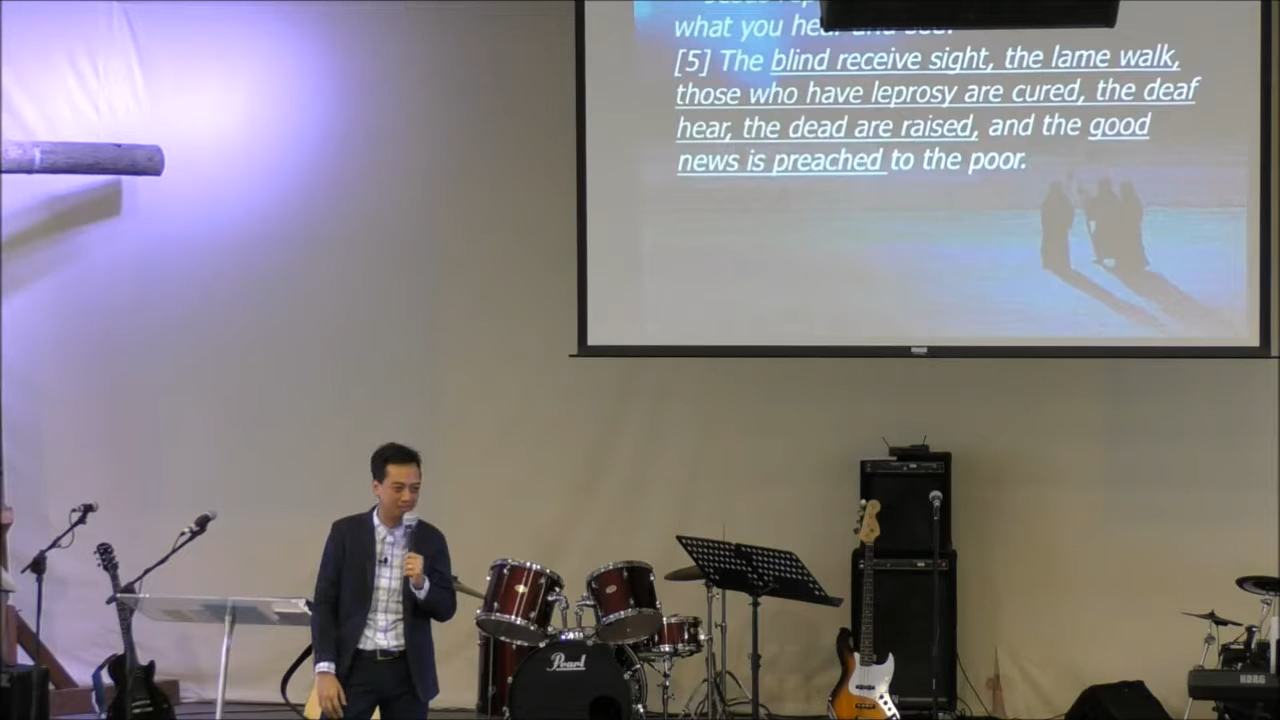 what you hear and see.
[5] The blind receive sight, the lame walk,
those who have leprosy are cured, the deaf
hear, the dead are raised, and the good
news is preached to the poor.
Pearl
KORG